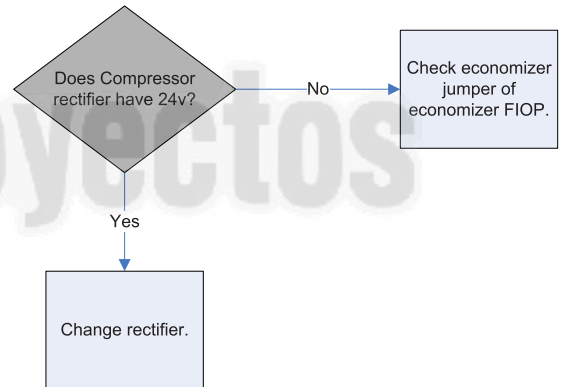 Does Compressor
rectifier have 24v?
No
Check economizer
jumper of
economizer FIOP.
Yes
Change rectifier.
yectos